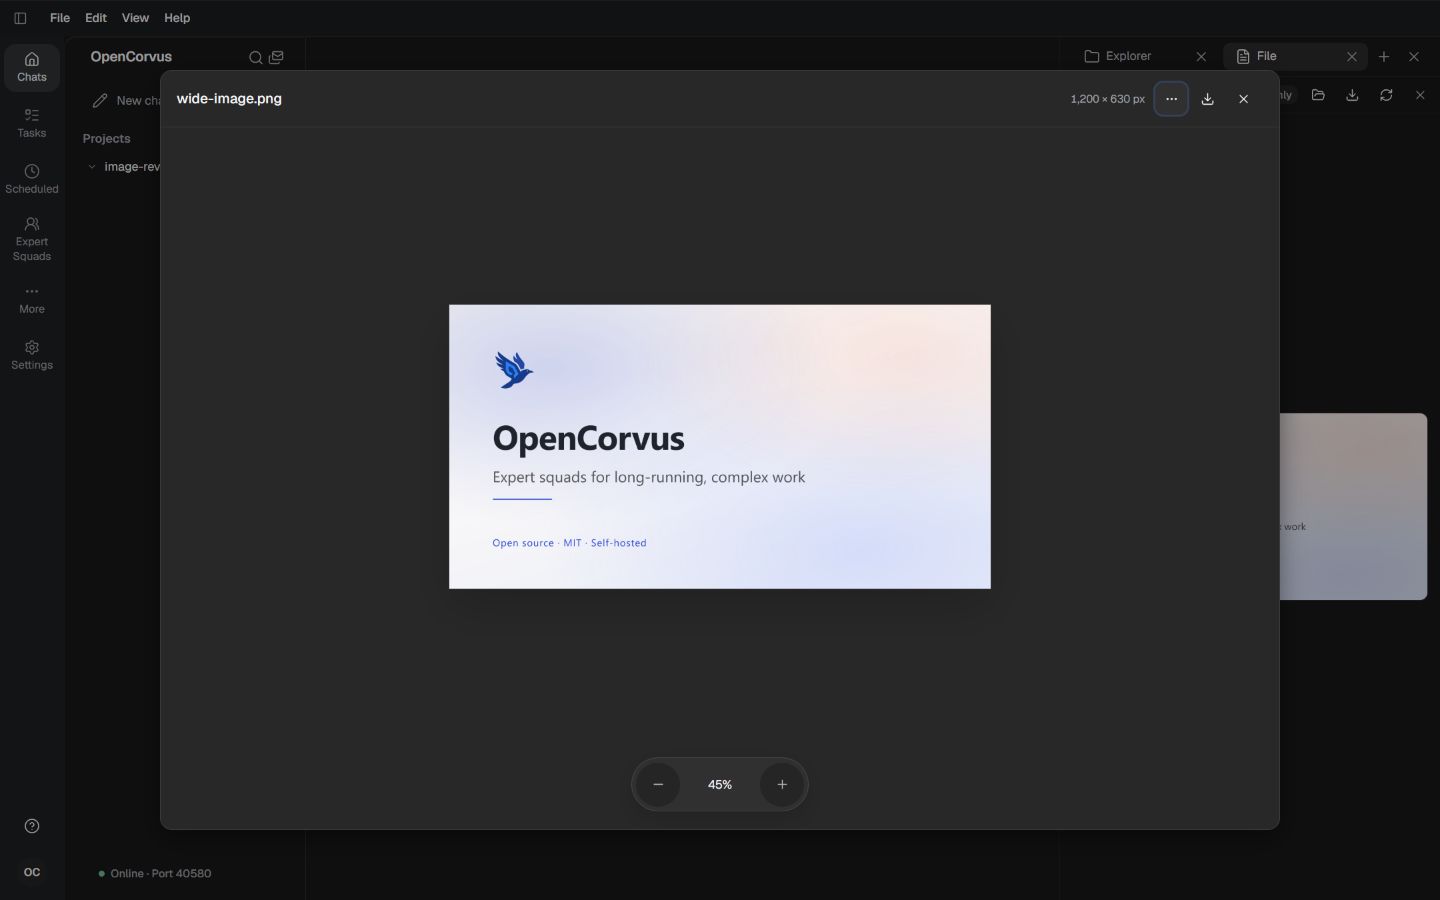 File Edit View Help
OpenCorvus
Explorer
File
Chats
wide-image.png
1,200 × 630 px
New
Tasks
Projects
image-rev
Scheduled
Expert
Squads
More
Settings
OpenCorvus
Expert squads for long-running, complex work
Open source · MIT · Self-hosted
work
45%
OC
Online · Port 40580